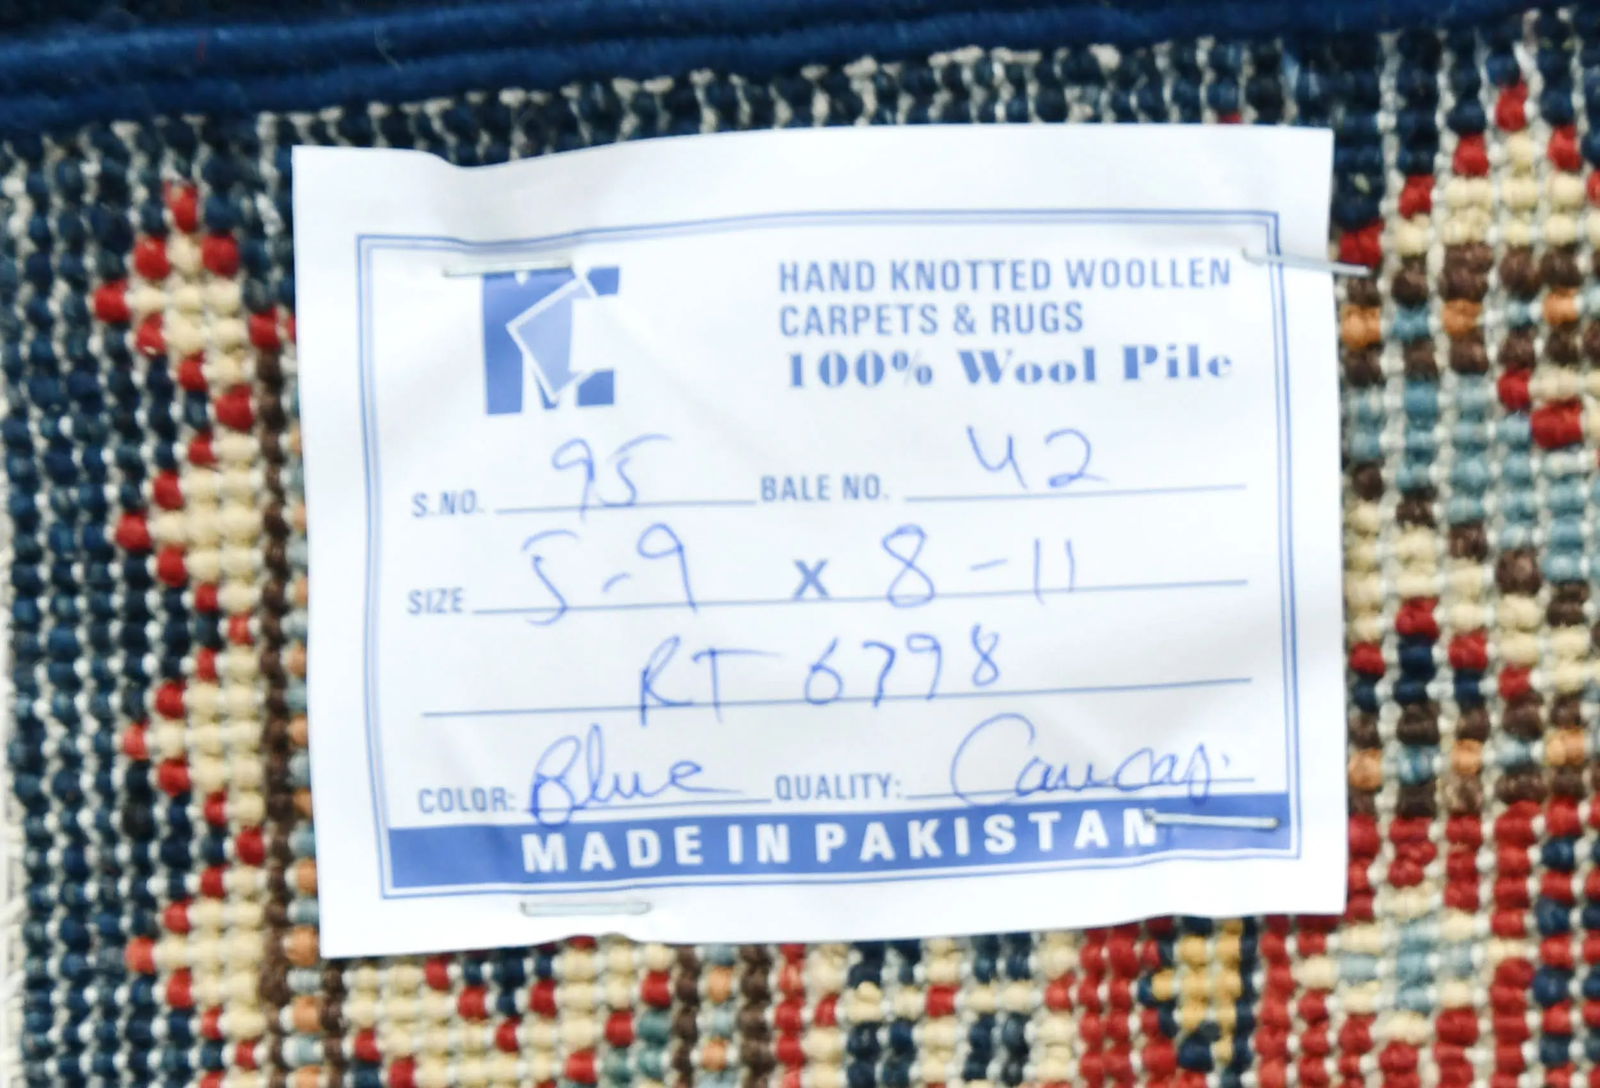 HAND KNOTTED WOOLLEN
CARPETS & RUGS
100% Wool Pile
S.NO. 95 BALE NO. 42
SIZE 5-9 X 8-11
RT 6798
COLOR: Blue QUALITY:
MADE IN PAKISTAN